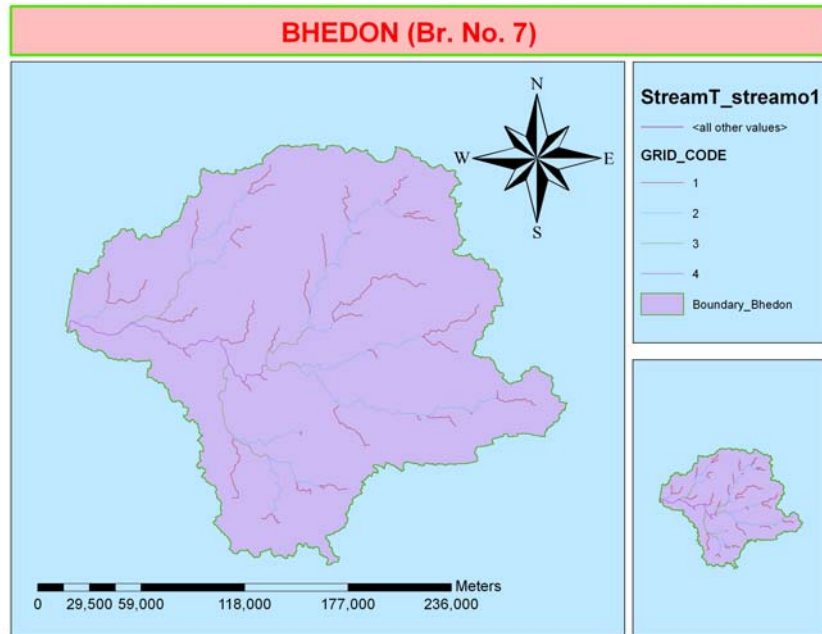 BHEDON (Br. No. 7)
N
W E
S
StreamT_streamo1
<all other values>
GRID_CODE
1
2
3
4
Boundary_Bhedon
Meters
0 29,500 59,000 118,000 177,000 236,000